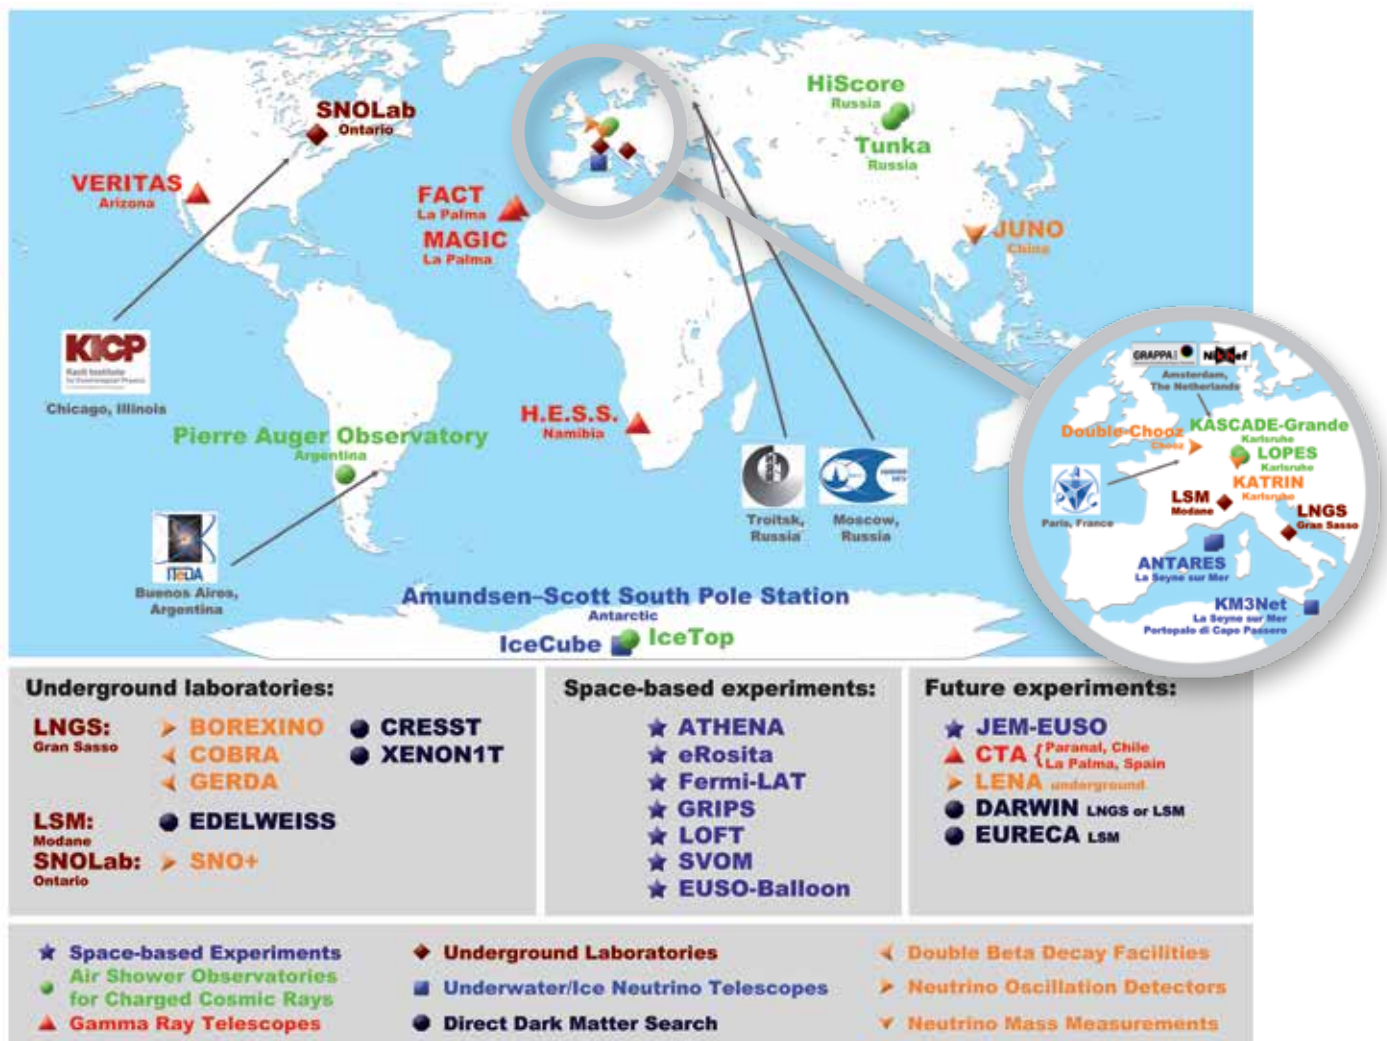 SNOLab
Ontario
HiScore
Russia
Tunka
Russia
VERITAS
Arizona
FACT
La Palma
MAGIC
La Palma
JUNO
China
KICP
Kavli Institute
for Cosmological Physics
Chicago, Illinois
H.E.S.S.
Namibia
Pierre Auger Observatory
Argentina
Troitsk,
Russia
Moscow,
Russia
ITeDA
Buenos Aires,
Argentina
Amundsen–Scott South Pole Station
Antarctic
IceCube
IceTop
GRAPPA
Nikhef
Amsterdam,
The Netherlands
KASCADE-Grande
Karlsruhe
Double-Chooz
Chooz
LOPES
Karlsruhe
KATRIN
Karlsruhe
Paris, France
LSM
Modane
LNGS
Gran Sasso
ANTARES
La Seyne sur Mer
KM3Net
La Seyne sur Mer
Portopalo di Capo Passero
Underground laboratories:
LNGS:
Gran Sasso
BOREXINO
CRESST
COBRA
XENON1T
GERDA
LSM:
Modane
EDELWEISS
SNOLab:
Ontario
SNO+
Space-based experiments:
ATHENA
eRosita
Fermi-LAT
GRIPS
LOFT
SVOM
EUSO-Balloon
Future experiments:
JEM-EUSO
CTA { Paranal, Chile
La Palma, Spain
LENA underground
DARWIN LNGS or LSM
EURECA LSM
Space-based Experiments
Air Shower Observatories
for Charged Cosmic Rays
Gamma Ray Telescopes
Underground Laboratories
Underwater/Ice Neutrino Telescopes
Direct Dark Matter Search
Double Beta Decay Facilities
Neutrino Oscillation Detectors
Neutrino Mass Measurements